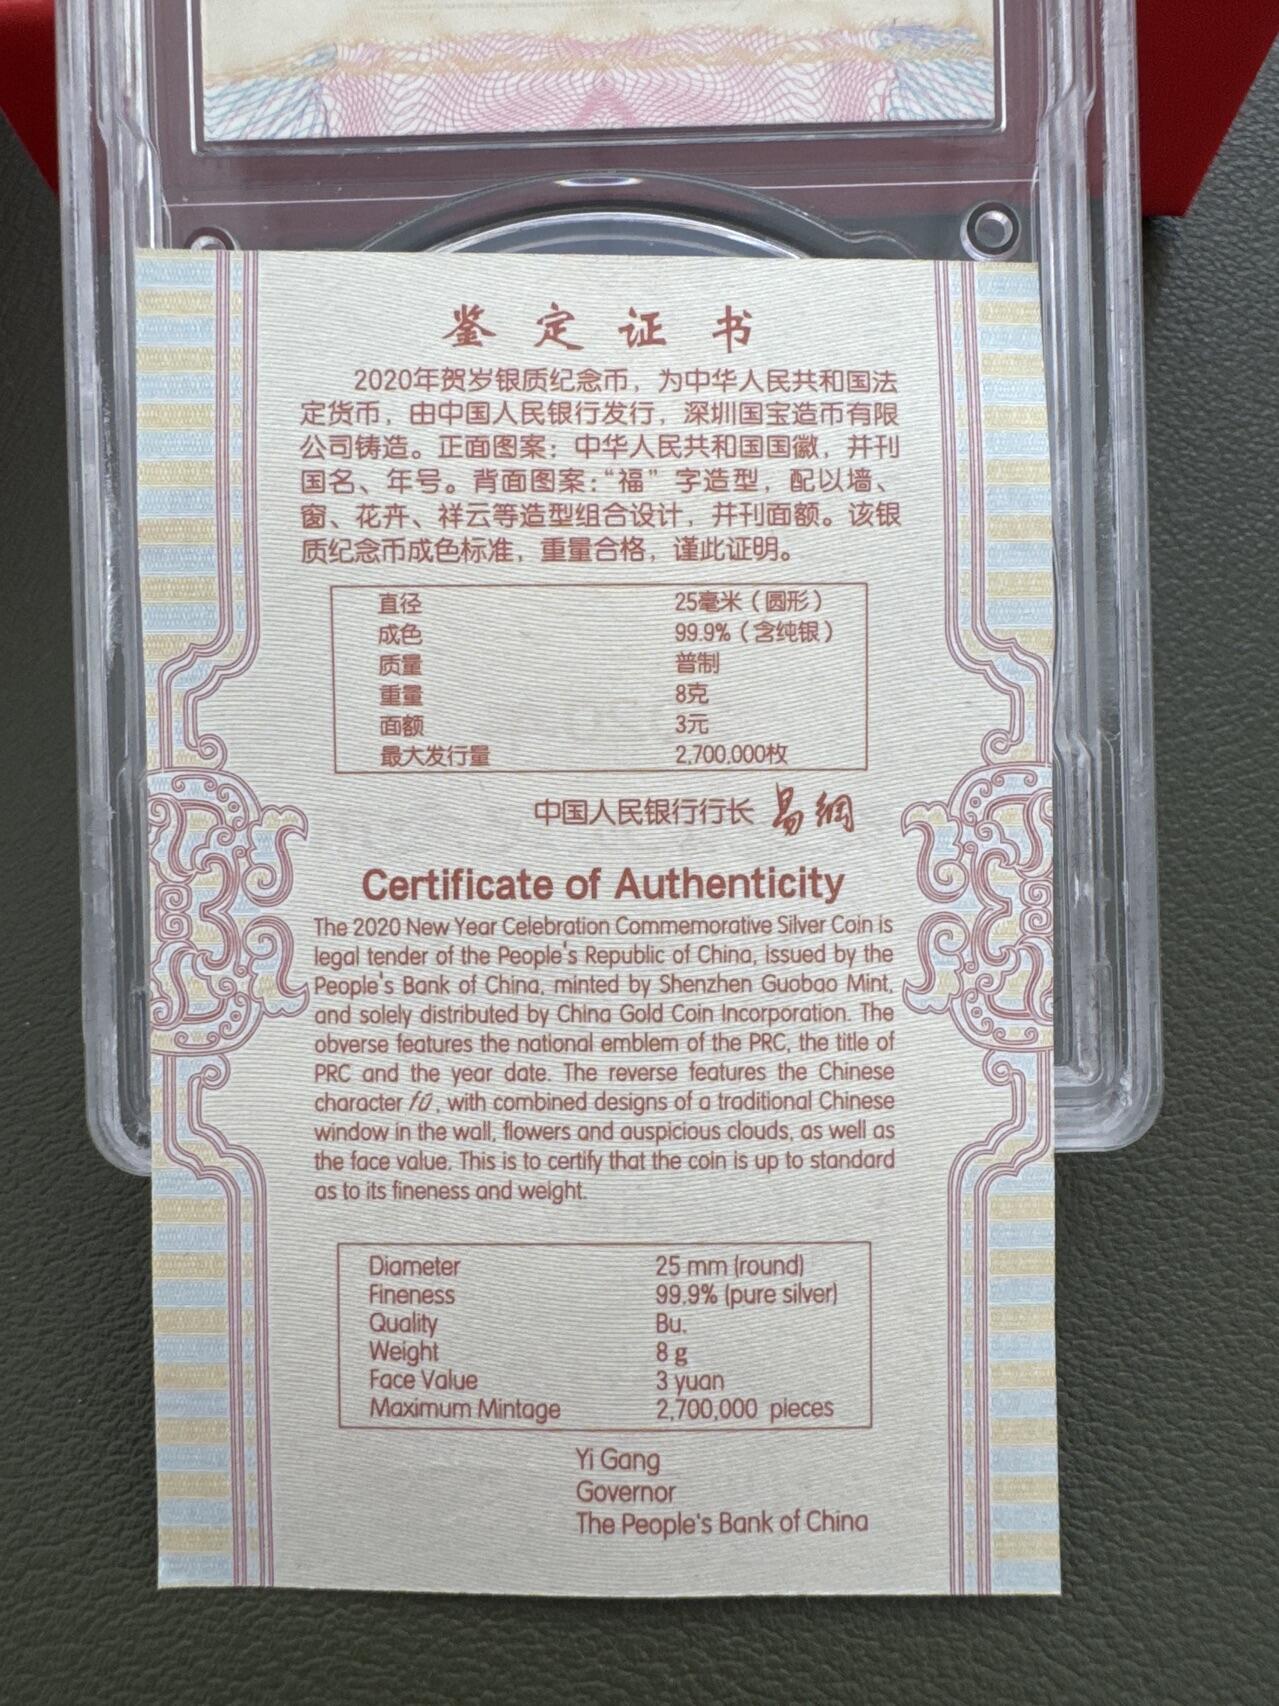 鉴定证书
2020年贺岁银质纪念币，为中华人民共和国法
定货币，由中国人民银行发行，深圳国宝造币有限
公司铸造。正面图案：中华人民共和国国徽，并刊
国名、年号。背面图案：“福”字造型，配以墙、
窗、花卉、祥云等造型组合设计，并刊面额。该银
质纪念币成色标准，重量合格，谨此证明。
直径 25毫米（圆形）
成色 99.9%（含纯银）
质量 普制
重量 8克
面额 3元
最大发行量 2,700,000枚
中国人民银行行长 易纲
Certificate of Authenticity
The 2020 New Year Celebration Commemorative Silver Coin is
legal tender of the People's Republic of China, issued by the
People's Bank of China, minted by Shenzhen Guobao Mint,
and solely distributed by China Gold Coin Incorporation. The
obverse features the national emblem of the PRC, the title of
PRC and the year date. The reverse features the Chinese
character fú, with combined designs of a traditional Chinese
window in the wall, flowers and auspicious clouds, as well as
the face value. This is to certify that the coin is up to standard
as to its fineness and weight.
Diameter 25 mm (round)
Fineness 99.9% (pure silver)
Quality Bu.
Weight 8 g
Face Value 3 yuan
Maximum Mintage 2,700,000 pieces
Yi Gang
Governor
The People's Bank of China